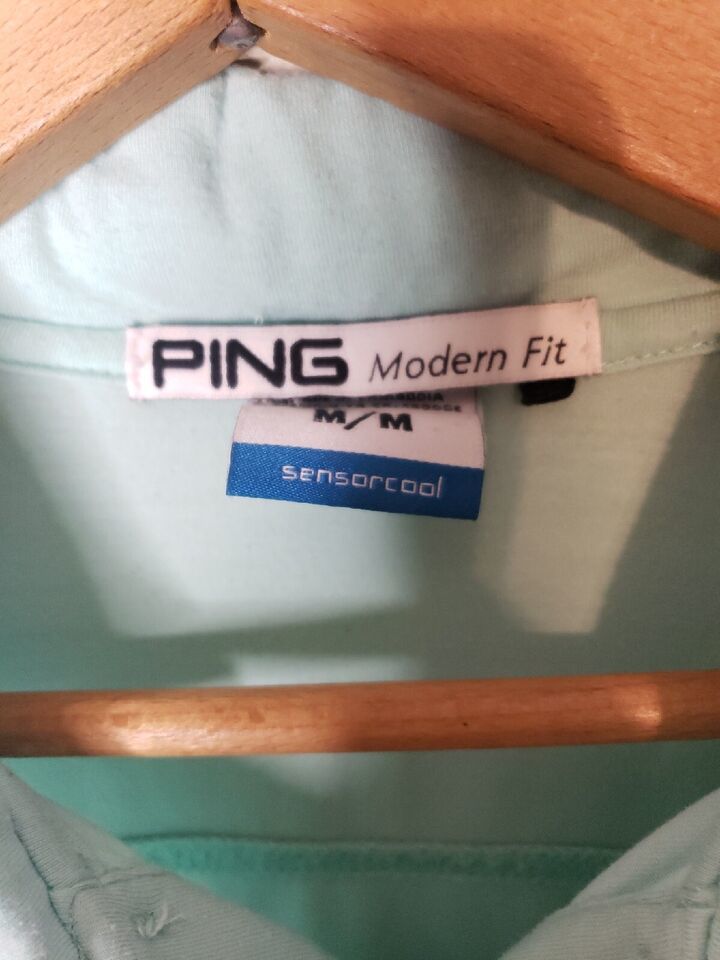 PING Modern Fit
M/M
sensorcool